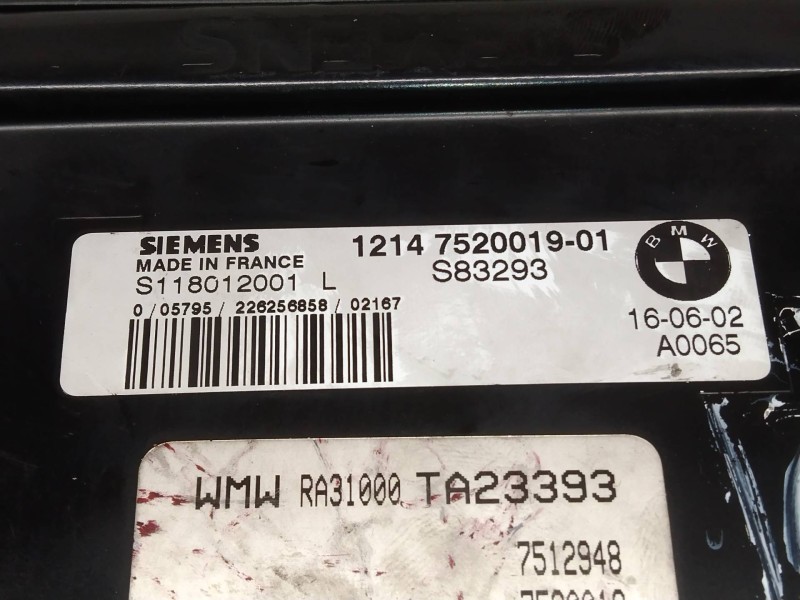 SIEMENS
SIEMENS 1214 7520019-01
MADE IN FRANCE S83293
S118012001 L
BMW
0/05795/226256858/02167
16-06-02
A0065
WMW RA31000 TA23393
7512948